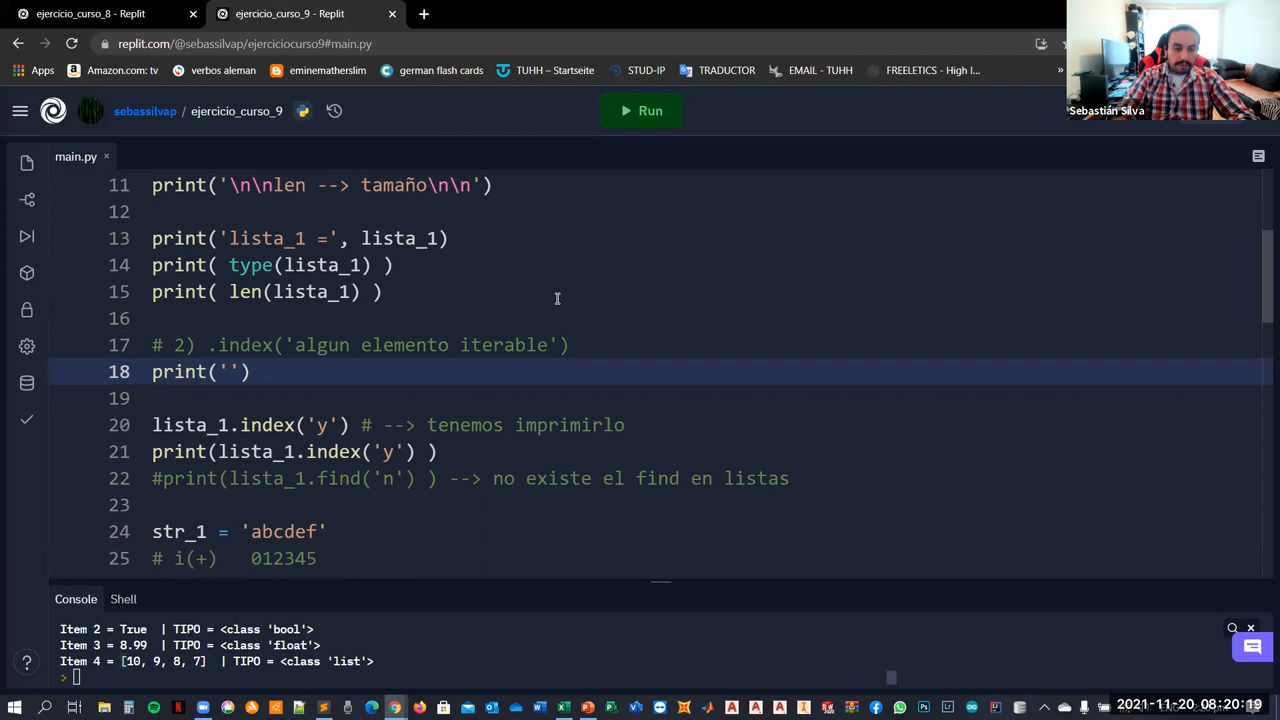 ejercicio_curso_8 - Replit
ejercicio_curso_9 - Replit
replit.com/@sebassilvap/ejerciciocurso9#main.py
Apps
Amazon.com: tv
verbos aleman
eminemathersIim
german flash cards
TUHH – Startseite
STUD-IP
TRADUCTOR
EMAIL - TUHH
FREELETICS - High I...
»
Sebastián Silva
sebassilvap / ejercicio_curso_9
Run
main.py
11 print('\n\nlen --> tamaño\n\n')
12
13 print('lista_1 =', lista_1)
14 print( type(lista_1) )
15 print( len(lista_1) )
16
17 # 2) .index('algun elemento iterable')
18 print('')
19
20 lista_1.index('y') # --> tenemos imprimirlo
21 print(lista_1.index('y') )
22 #print(lista_1.find('n') ) --> no existe el find en listas
23
24 str_1 = 'abcdef'
25 # i(+)   012345
Console Shell
Item 2 = True  | TIPO = <class 'bool'>
Item 3 = 8.99  | TIPO = <class 'float'>
Item 4 = [10, 9, 8, 7]  | TIPO = <class 'list'>
>
2021-11-20 08:20:19